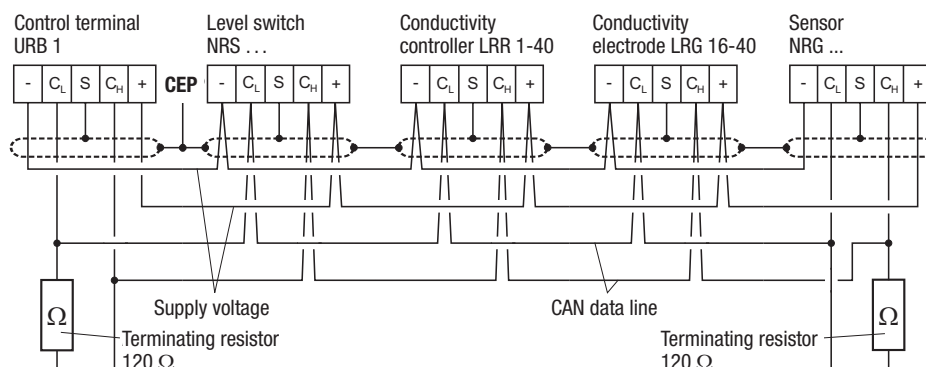 Control terminal
URB 1
Level switch
NRS ...
Conductivity
controller LRR 1-40
Conductivity
electrode LRG 16-40
Sensor
NRG ...
- CL S CH +
CEP
- CL S CH +
- CL S CH +
- CL S CH +
- CL S CH +
Supply voltage
CAN data line
Ω
Terminating resistor
120 Ω
Terminating resistor
120 Ω
Ω